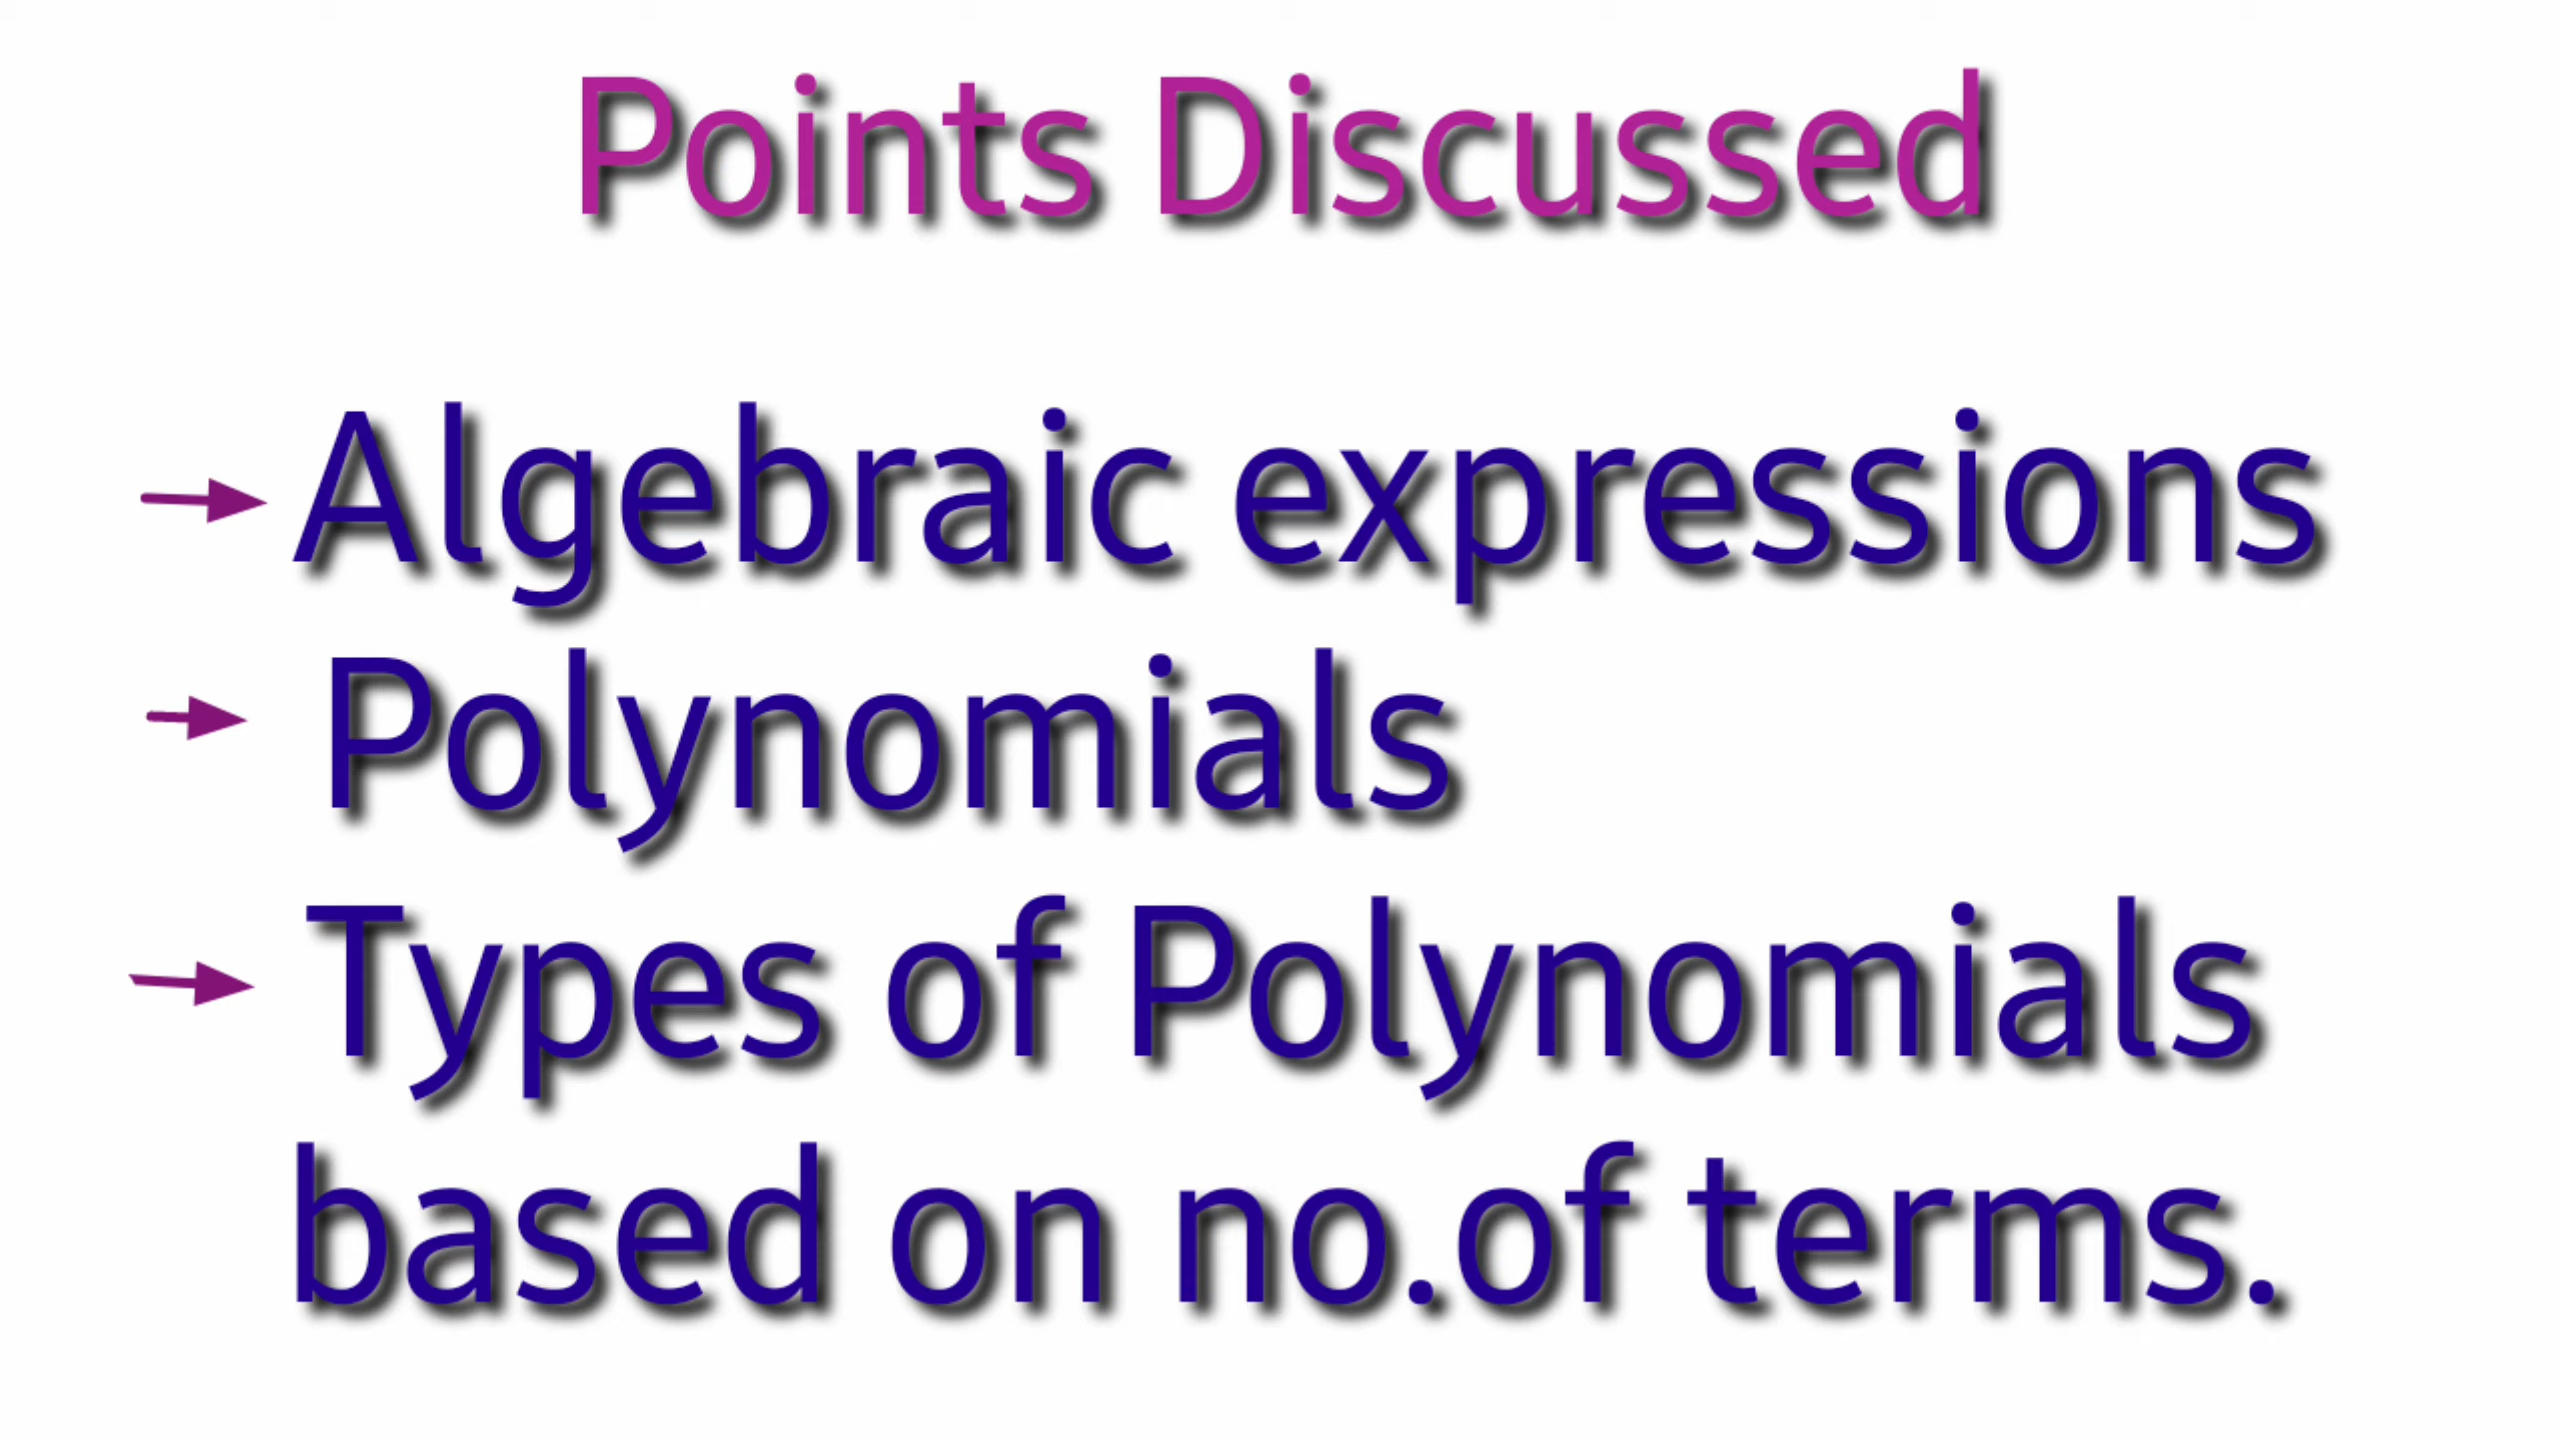 Points Discussed
Algebraic expressions
Polynomials
Types of Polynomials
based on no.of terms.